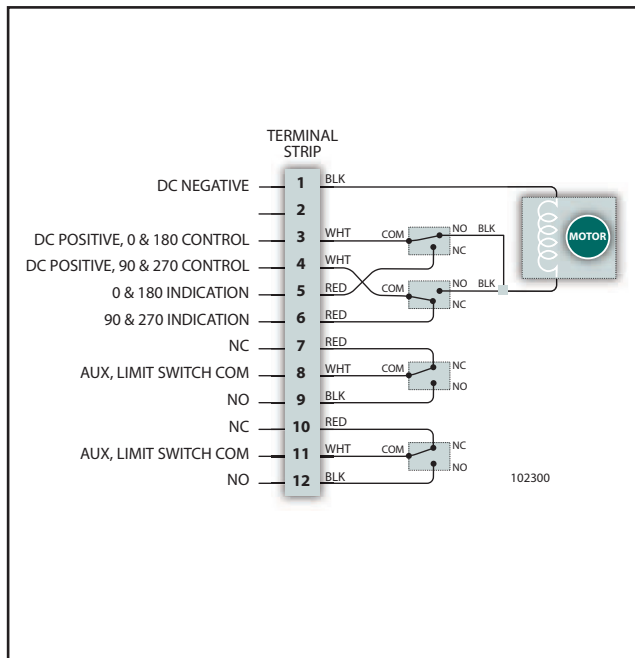 TERMINAL
STRIP
DC NEGATIVE 1 BLK
2
DC POSITIVE, 0 & 180 CONTROL 3 WHT COM NO BLK
NC
DC POSITIVE, 90 & 270 CONTROL 4 WHT
0 & 180 INDICATION 5 RED COM NO BLK
NC
90 & 270 INDICATION 6 RED
NC 7 RED
AUX, LIMIT SWITCH COM 8 WHT COM NC
NO
NO 9 BLK
NC 10 RED
AUX, LIMIT SWITCH COM 11 WHT COM NC
NO
NO 12 BLK
MOTOR
102300